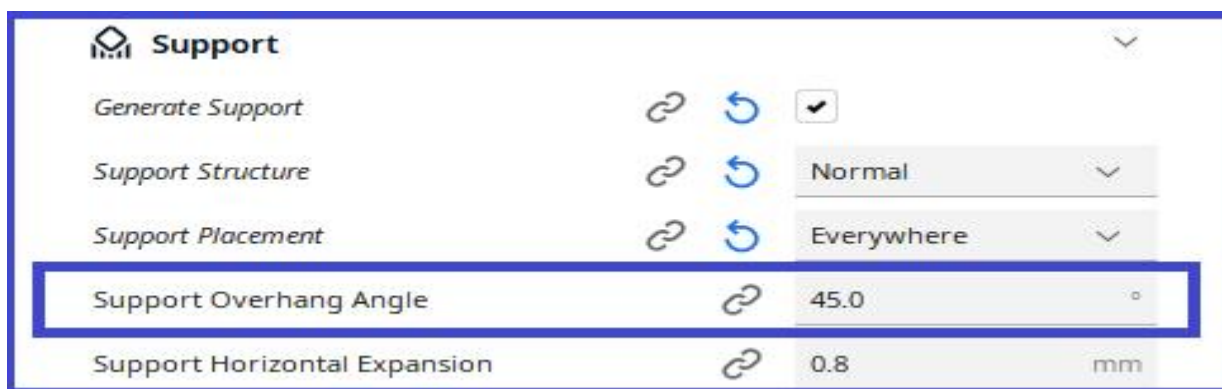 Support
Generate Support
Support Structure Normal
Support Placement Everywhere
Support Overhang Angle 45.0 °
Support Horizontal Expansion 0.8 mm